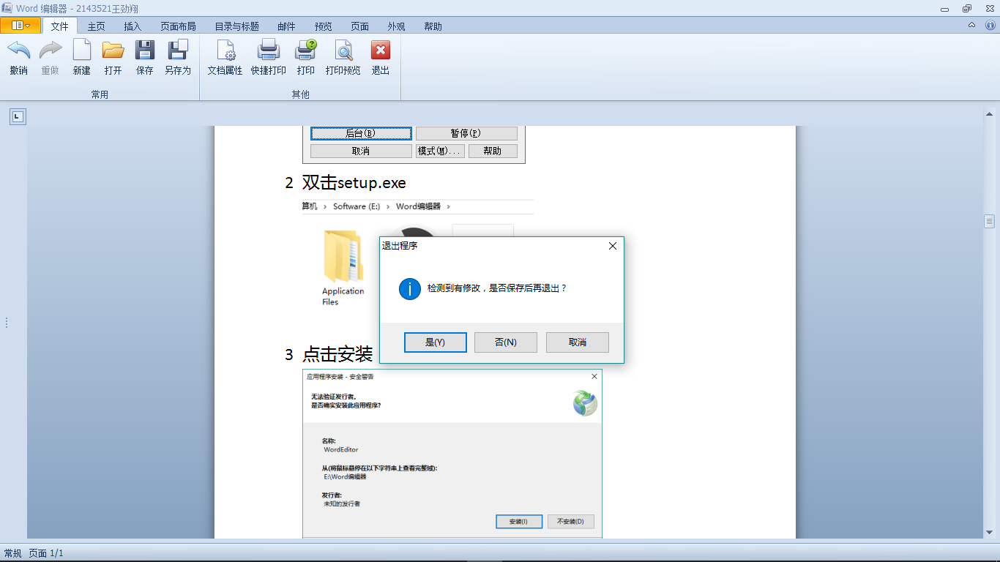 Word 编辑器 - 2143521王劲翔
文件 主页 插入 页面布局 目录与标题 邮件 预览 页面 外观 帮助
撤销 重做 新建 打开 保存 另存为 文档属性 快捷打印 打印 打印预览 退出
常用 其他
后台(B) 暂停(P)
取消 模式(M)... 帮助
2 双击setup.exe
算机 › Software (E:) › Word编辑器 ›
Application
Files
退出程序
检测到有修改，是否保存后再退出？
是(Y) 否(N) 取消
3 点击安装
应用程序安装 - 安全警告
无法验证发行者。
是否确实安装此应用程序?
名称:
WordEditor
从(将鼠标悬停在以下字符串上查看完整域):
E:\Word编辑器
发行者:
未知的发行者
安装(I) 不安装(D)
常规 页面 1/1